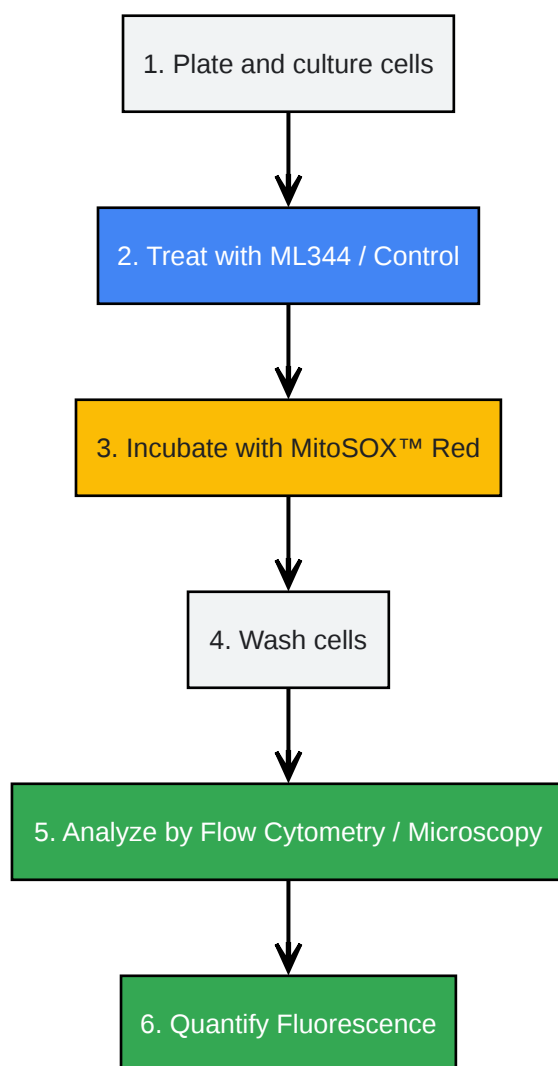 1. Plate and culture cells
2. Treat with ML344 / Control
3. Incubate with MitoSOX™ Red
4. Wash cells
5. Analyze by Flow Cytometry / Microscopy
6. Quantify Fluorescence